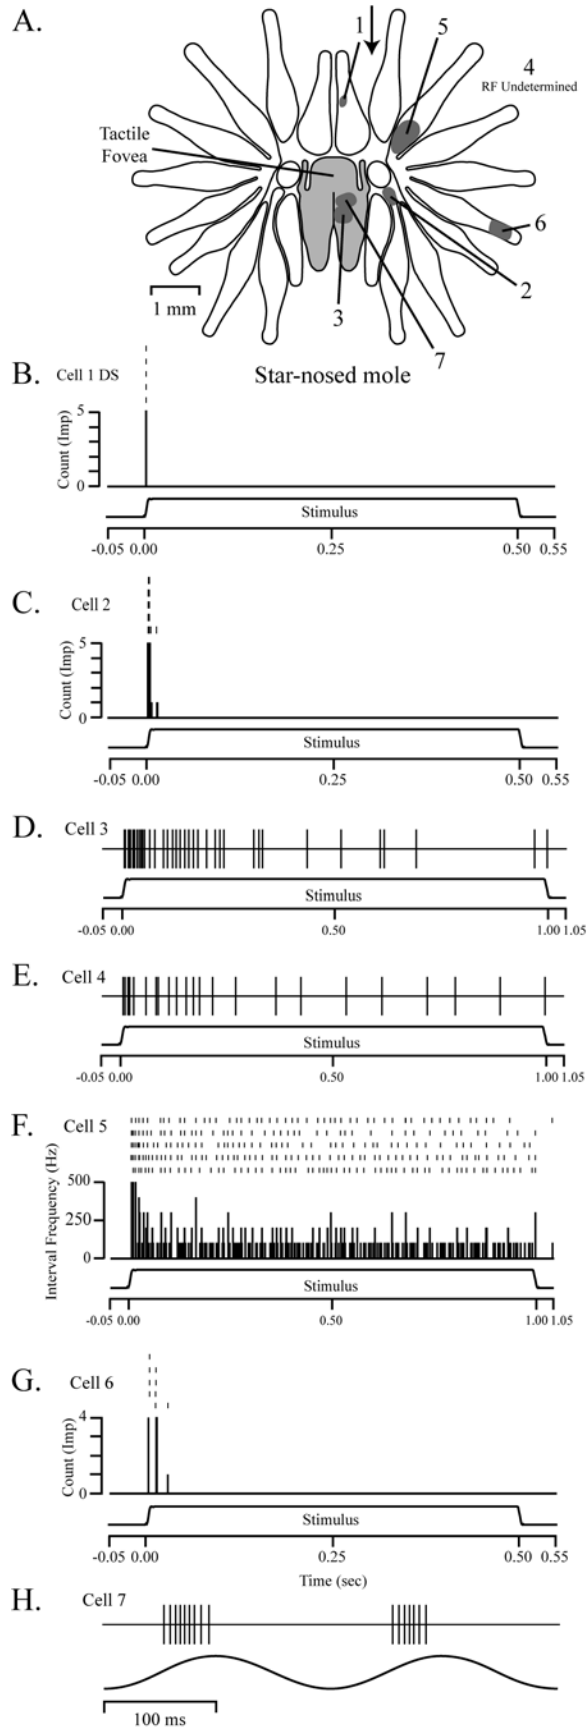 A.
1
5
4
RF Undetermined
Tactile
Fovea
6
1 mm
3
2
7
Star-nosed mole
B.
Cell 1 DS
Count (Imp)
5
0
Stimulus
-0.05 0.00 0.25 0.50 0.55
C.
Cell 2
Count (Imp)
5
0
Stimulus
-0.05 0.00 0.25 0.50 0.55
D.
Cell 3
Stimulus
-0.05 0.00 0.50 1.00 1.05
E.
Cell 4
Stimulus
-0.05 0.00 0.50 1.00 1.05
F.
Cell 5
Interval Frequency (Hz)
500
250
0
Stimulus
-0.05 0.00 0.50 1.00 1.05
G.
Cell 6
Count (Imp)
4
0
Stimulus
-0.05 0.00 0.25 0.50 0.55
Time (sec)
H.
Cell 7
100 ms